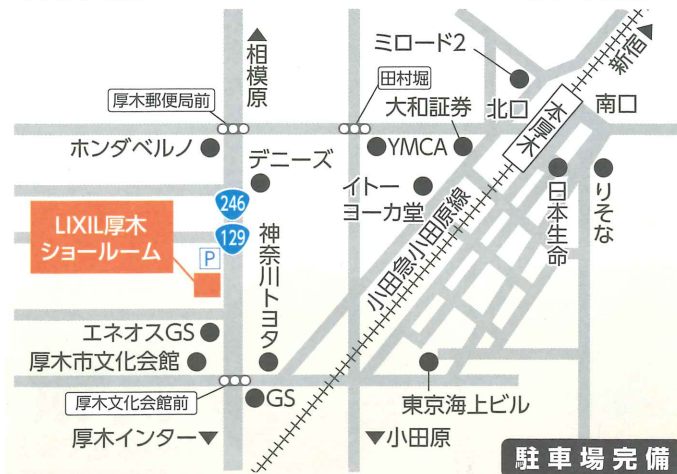 ▲相模原
ミロード2
新宿▲
厚木郵便局前
田村堀
大和証券
北口
本厚木
南口
ホンダベルノ
YMCA
デニーズ
イトー
ヨーカ堂
日本生命
りそな
246
129
小田急小田原線
LIXIL厚木
ショールーム
P
神奈川トヨタ
エネオスGS
厚木市文化会館
厚木文化会館前
GS
東京海上ビル
厚木インター▼
▼小田原
駐車場完備